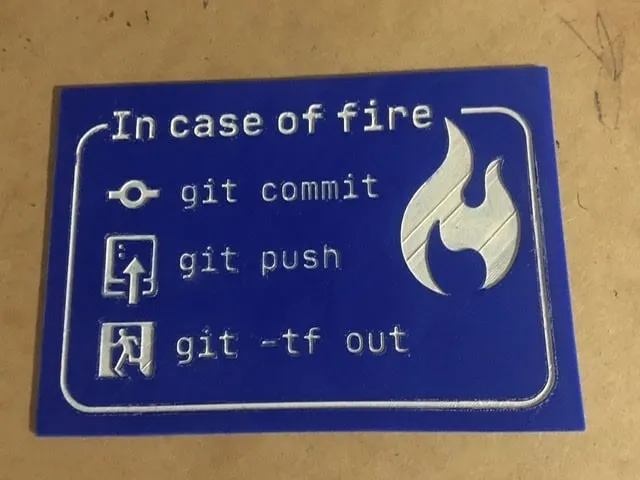 In case of fire
git commit
git push
git -tf out